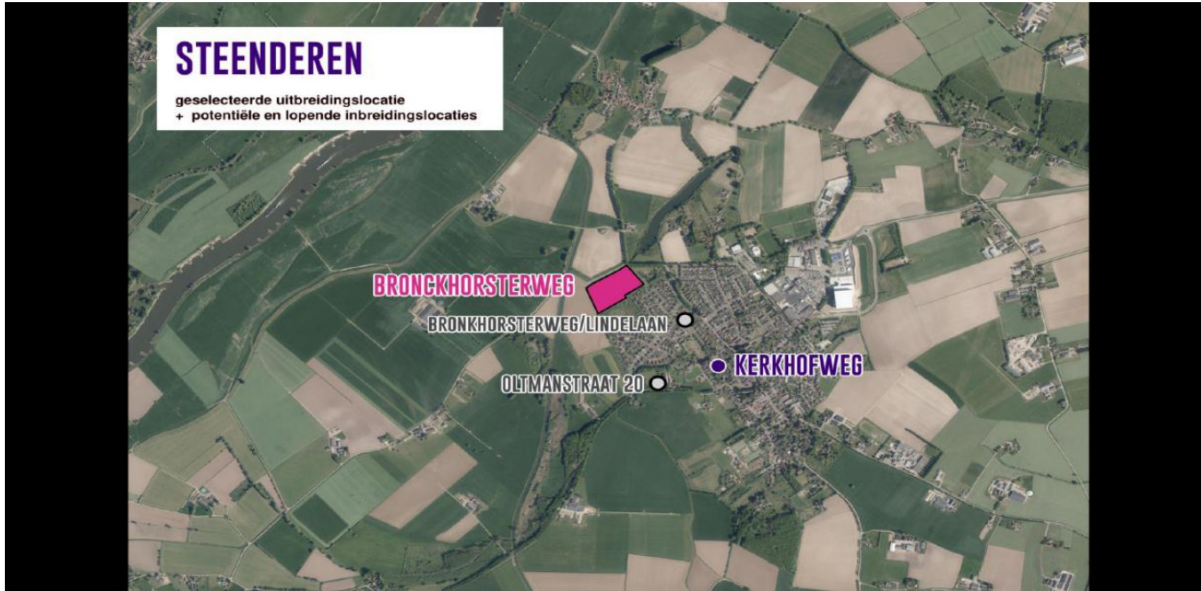 STEENDEREN
geselecteerde uitbreidingslocatie
+ potentiële en lopende inbreidingslocaties
BRONCKHORSTERWEG
BRONKHORSTERWEG/LINDELAAN
KERKHOFWEG
OLTMANSTRAAT 20